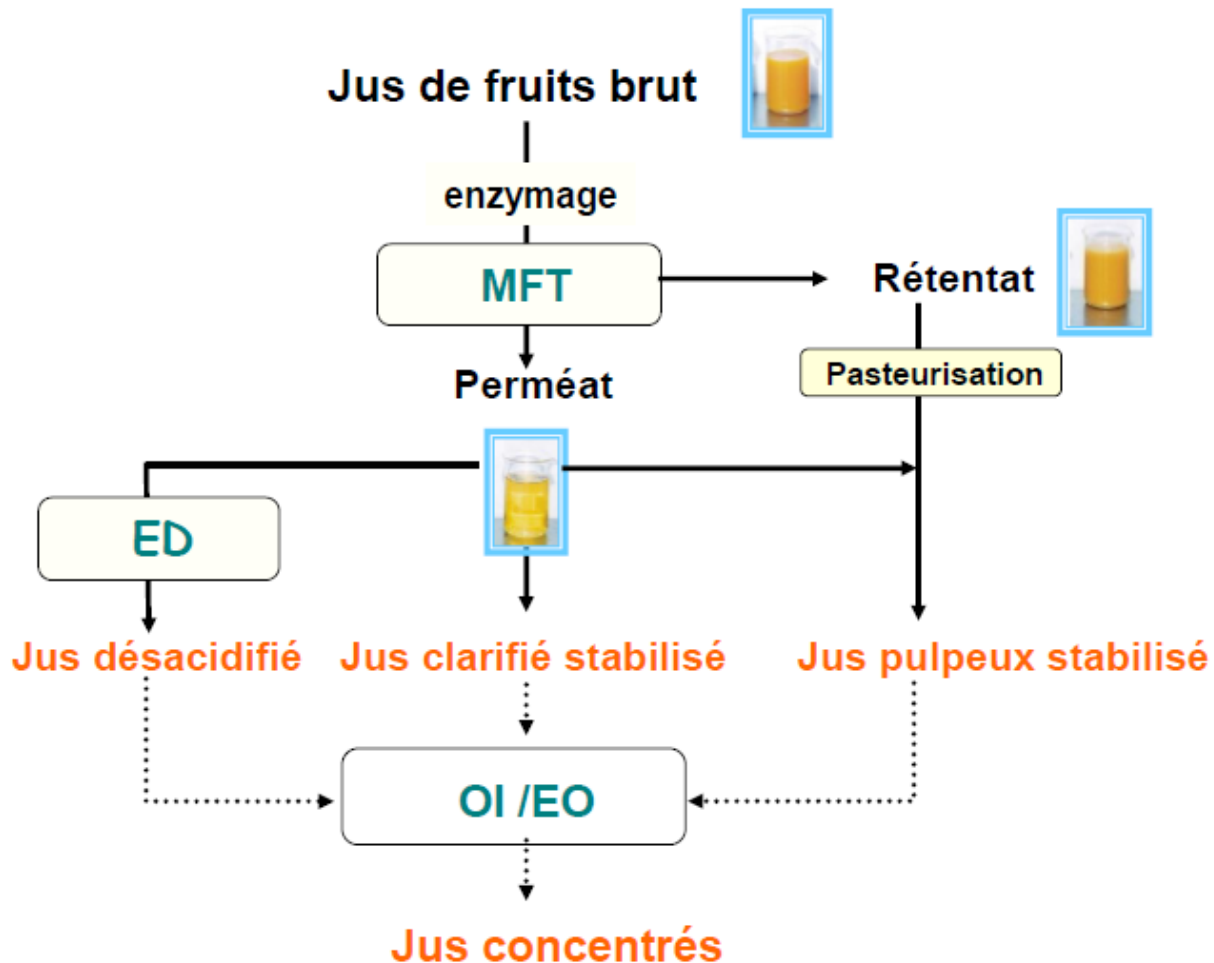 Jus de fruits brut
enzymage
MFT
Rétentat
Pasteurisation
Perméat
ED
Jus désacidifié
Jus clarifié stabilisé
Jus pulpeux stabilisé
OI /EO
Jus concentrés